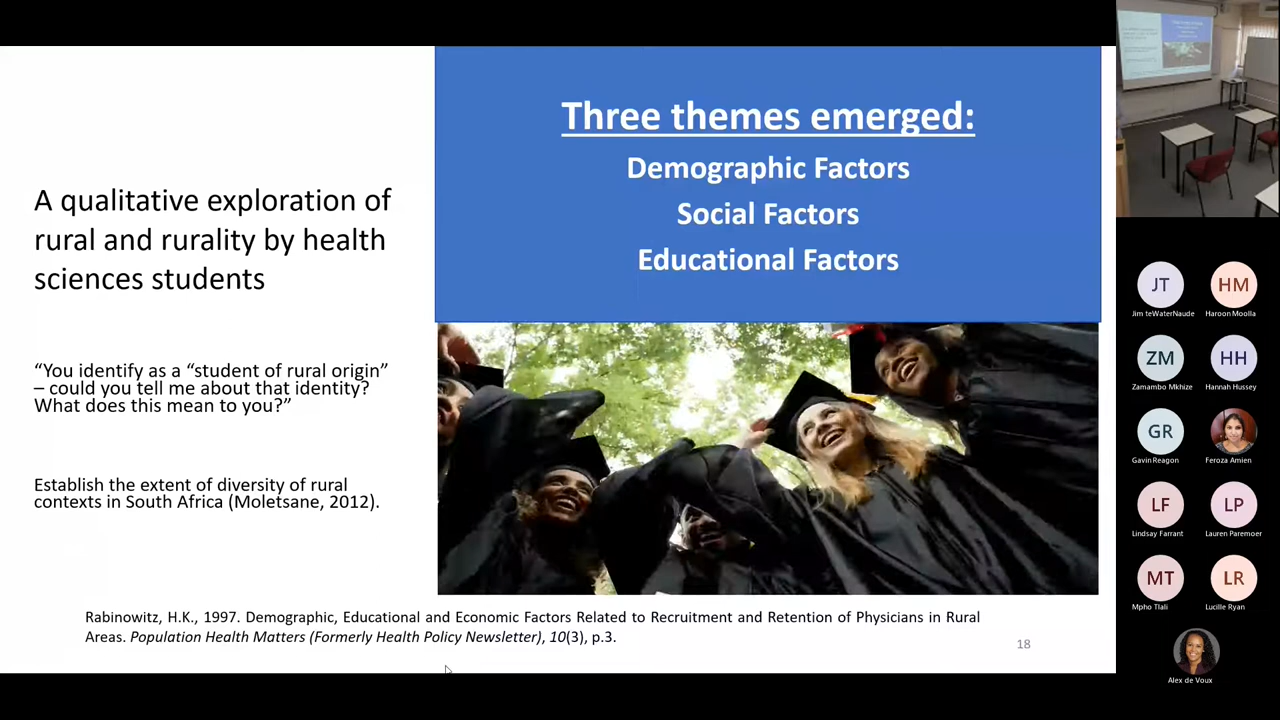 Three themes emerged:
Demographic Factors
Social Factors
Educational Factors
A qualitative exploration of
rural and rurality by health
sciences students
“You identify as a “student of rural origin”
– could you tell me about that identity?
What does this mean to you?”
Establish the extent of diversity of rural
contexts in South Africa (Moletsane, 2012).
Rabinowitz, H.K., 1997. Demographic, Educational and Economic Factors Related to Recruitment and Retention of Physicians in Rural
Areas. Population Health Matters (Formerly Health Policy Newsletter), 10(3), p.3.
18
JT
HM
Jim teWaterNaude
Haroon Moolla
ZM
HH
Zamambo Mkhize
Hannah Hussey
GR
Gavin Reagon
Feroza Amien
LF
LP
Lindsay Farrant
Lauren Paremoer
MT
LR
Mpho Tlali
Lucille Ryan
Alex de Voux